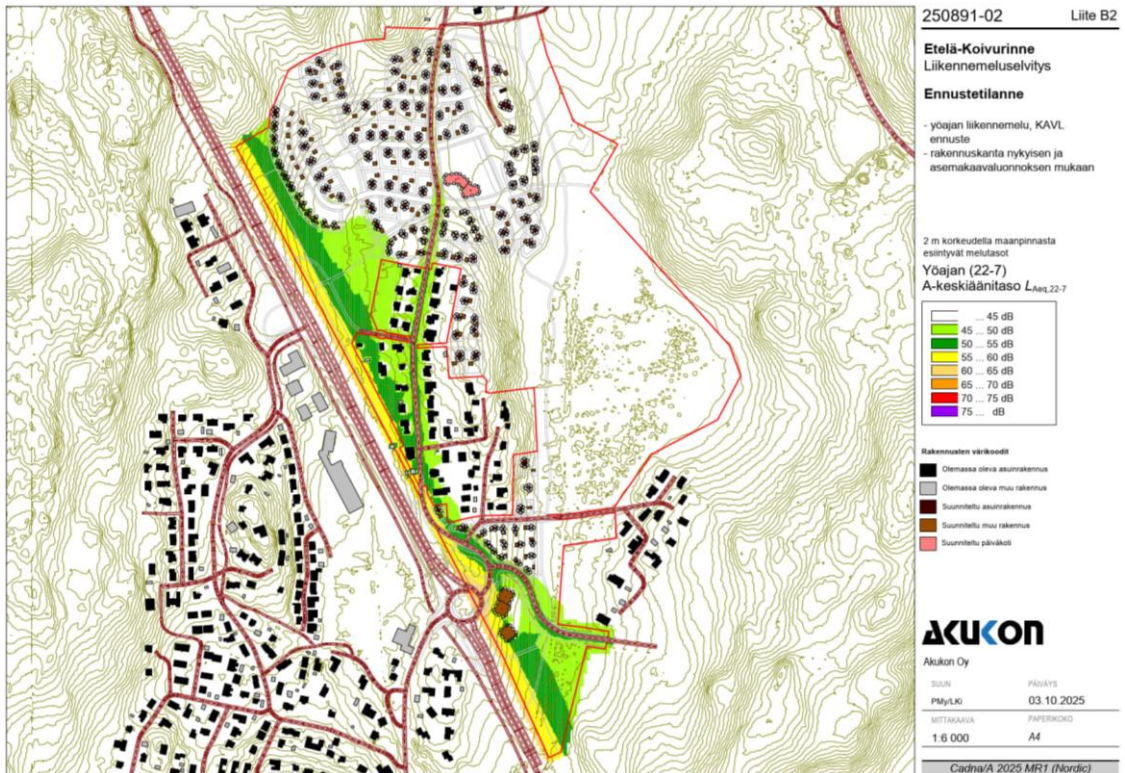 250891-02 Liite B2
Etelä-Koivurinne
Liikennemeluselvitys
Ennustetilanne
- yöajan liikennemelu, KAVL
ennuste
- rakennuskanta nykyisen ja
asemakaavaluonnoksen mukaan
2 m korkeudella maanpinnasta
esiintyvät melutasot
Yöajan (22-7)
A-keskiäänitaso LAeq,22-7
... 45 dB
45 ... 50 dB
50 ... 55 dB
55 ... 60 dB
60 ... 65 dB
65 ... 70 dB
70 ... 75 dB
75 ... dB
Rakennusten värikoodit
Olemassa oleva asuinrakennus
Olemassa oleva muu rakennus
Suunniteltu asuinrakennus
Suunniteltu muu rakennus
Suunniteltu päiväkoti
AKUKON
Akukon Oy
SUUN PÄIVÄYS
PMy/LKi 03.10.2025
MITTAKAAVA PAPERIKOKO
1:6 000 A4
Cadna/A 2025 MR1 (Nordic)